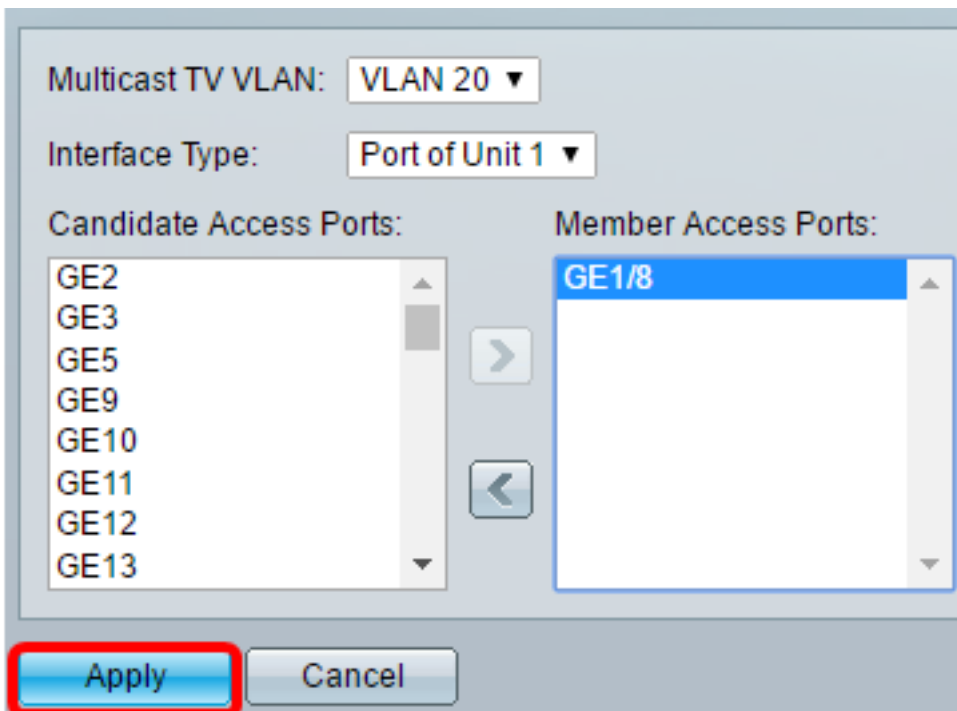 Multicast TV VLAN: VLAN 20
Interface Type: Port of Unit 1
Candidate Access Ports:
GE2
GE3
GE5
GE9
GE10
GE11
GE12
GE13
Member Access Ports:
GE1/8
Apply
Cancel